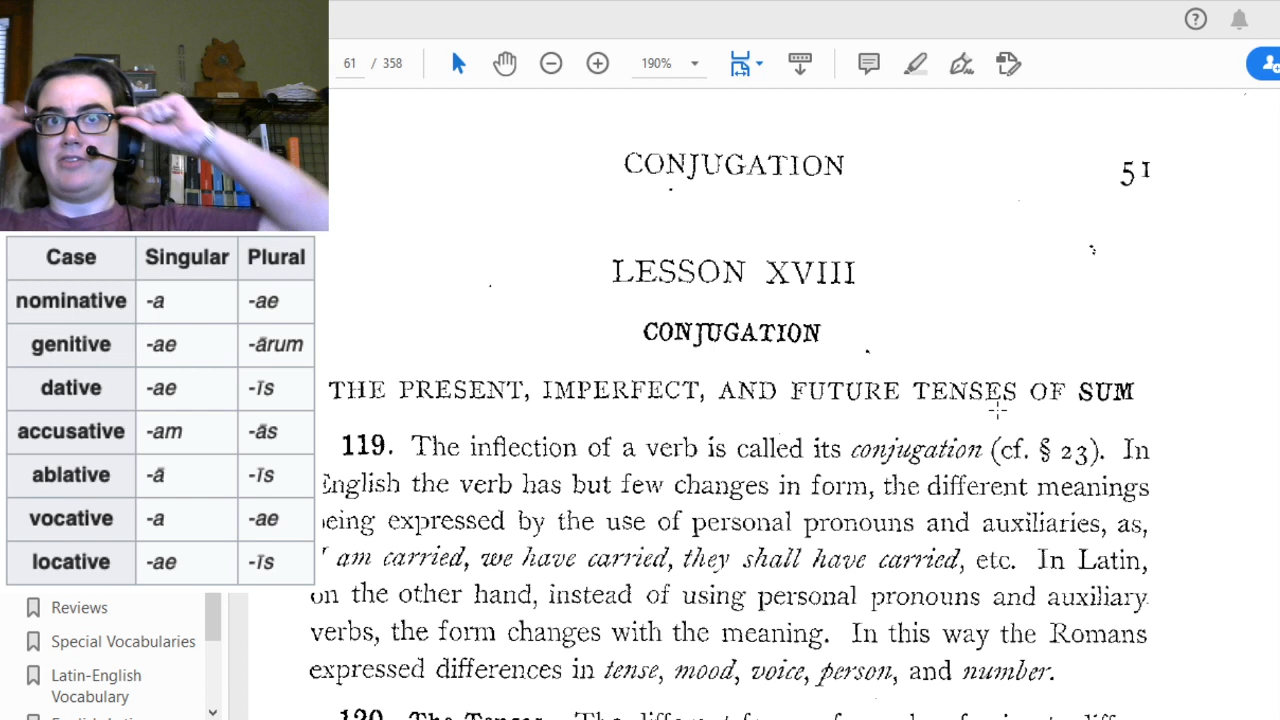 61 / 358
190%
CONJUGATION 51
LESSON XVIII
CONJUGATION
THE PRESENT, IMPERFECT, AND FUTURE TENSES OF SUM
119. The inflection of a verb is called its conjugation (cf. § 23). In
English the verb has but few changes in form, the different meanings
being expressed by the use of personal pronouns and auxiliaries, as,
I am carried, we have carried, they shall have carried, etc. In Latin,
on the other hand, instead of using personal pronouns and auxiliary
verbs, the form changes with the meaning. In this way the Romans
expressed differences in tense, mood, voice, person, and number.
120. The Tenses. The different forms
Case Singular Plural
nominative -a -ae
genitive -ae -ārum
dative -ae -īs
accusative -am -ās
ablative -ā -īs
vocative -a -ae
locative -ae -īs
Reviews
Special Vocabularies
Latin-English
Vocabulary